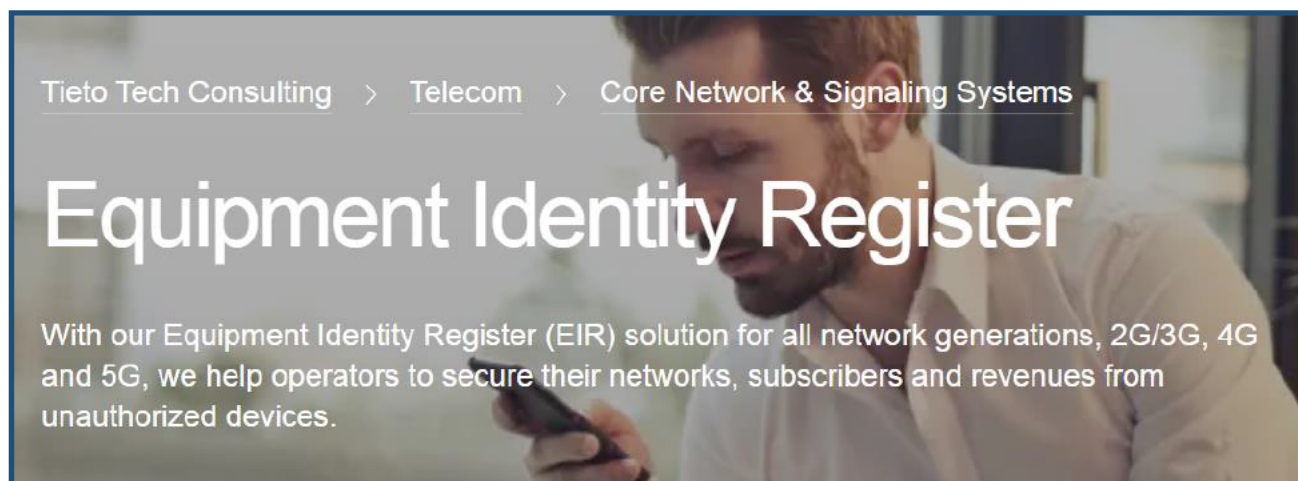 Tieto Tech Consulting > Telecom > Core Network & Signaling Systems
Equipment Identity Register
With our Equipment Identity Register (EIR) solution for all network generations, 2G/3G, 4G
and 5G, we help operators to secure their networks, subscribers and revenues from
unauthorized devices.